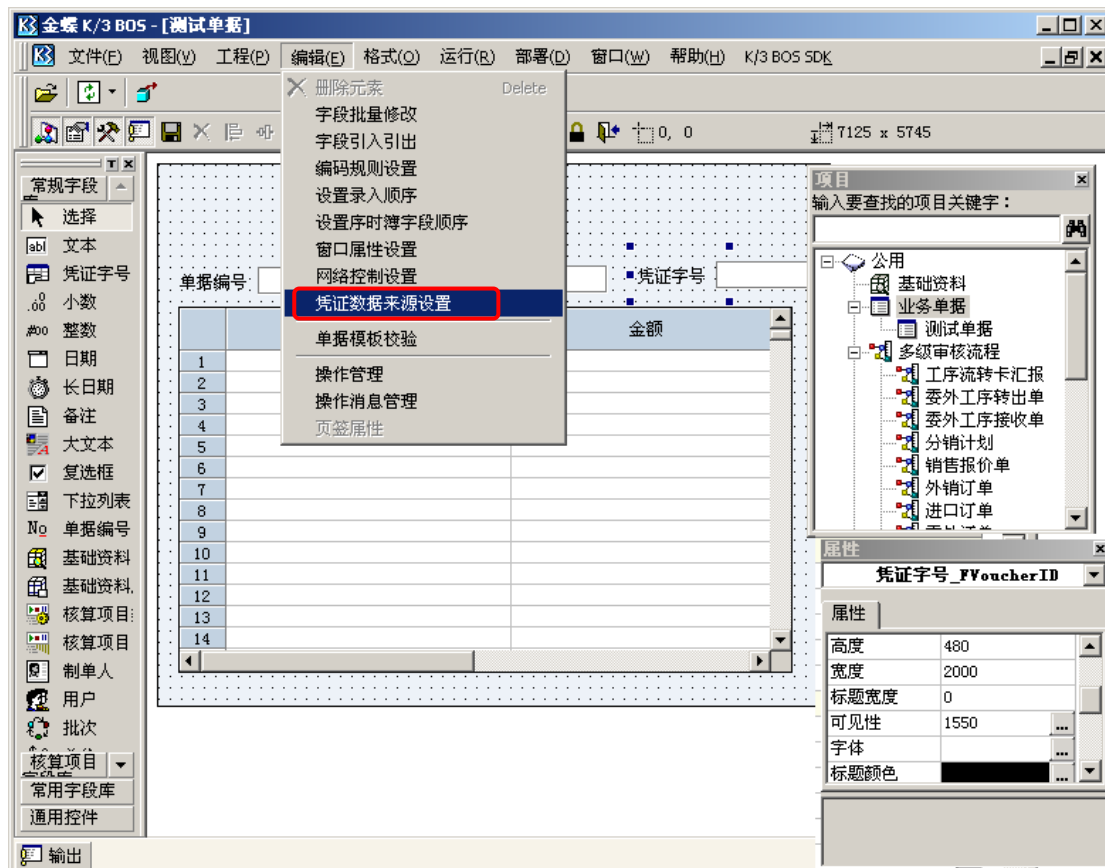 金蝶 K/3 BOS - [测试单据]
文件(F) 视图(V) 工程(P) 编辑(E) 格式(O) 运行(R) 部署(D) 窗口(W) 帮助(H) K/3 BOS SDK
0, 0 7125 x 5745
删除元素 Delete
字段批量修改
字段引入引出
编码规则设置
设置录入顺序
设置序时簿字段顺序
窗口属性设置
网络控制设置
凭证数据来源设置
单据模板校验
操作管理
操作消息管理
页签属性
常规字段
选择
abl 文本
凭证字号
.00 小数
#00 整数
日期
长日期
备注
大文本
复选框
下拉列表
No 单据编号
基础资料
基础资料
核算项目
核算项目
制单人
用户
批次
核算项目
常用字段库
通用控件
输出
单据编号:
凭证字号
金额
1
2
3
4
5
6
7
8
9
10
11
12
13
14
项目
输入要查找的项目关键字：
公用
基础资料
业务单据
测试单据
多级审核流程
工序流转卡汇报
委外工序转出单
委外工序接收单
分销计划
销售报价单
外销订单
进口订单
属性
凭证字号_FVoucherID
属性
高度 480
宽度 2000
标题宽度 0
可见性 1550 ...
字体 ...
标题颜色 ...